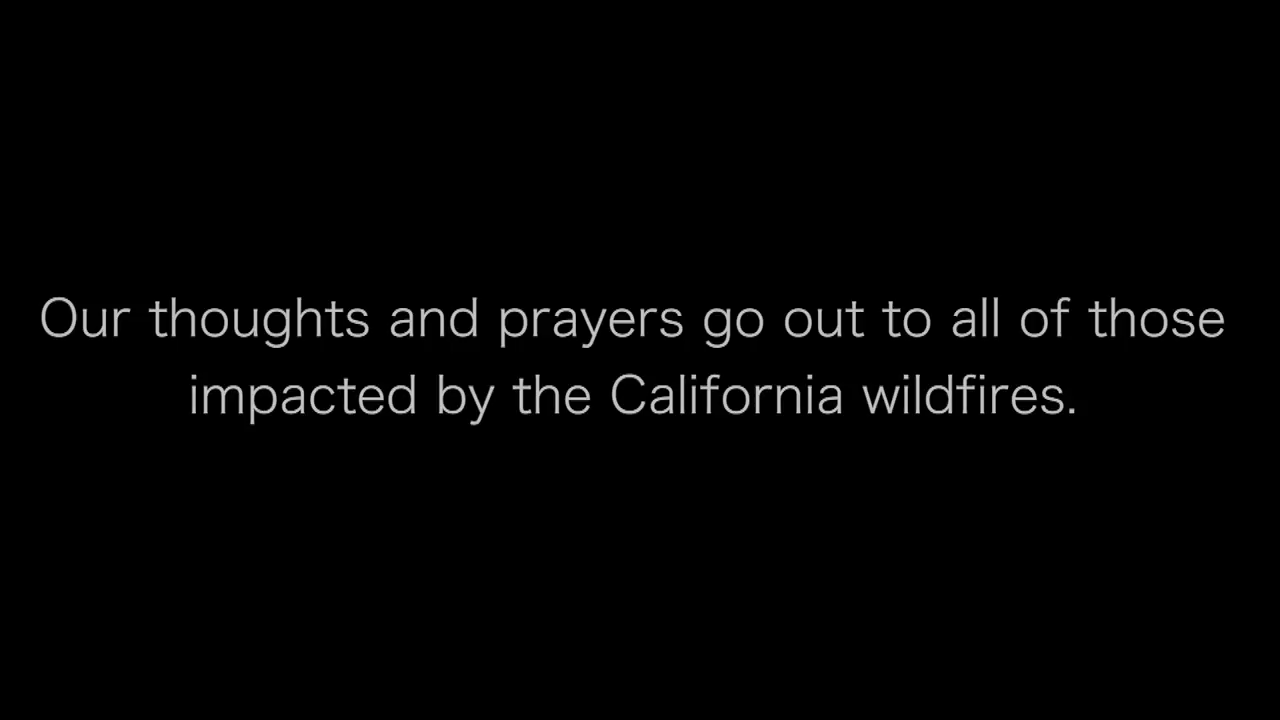 Our thoughts and prayers go out to all of those
impacted by the California wildfires.